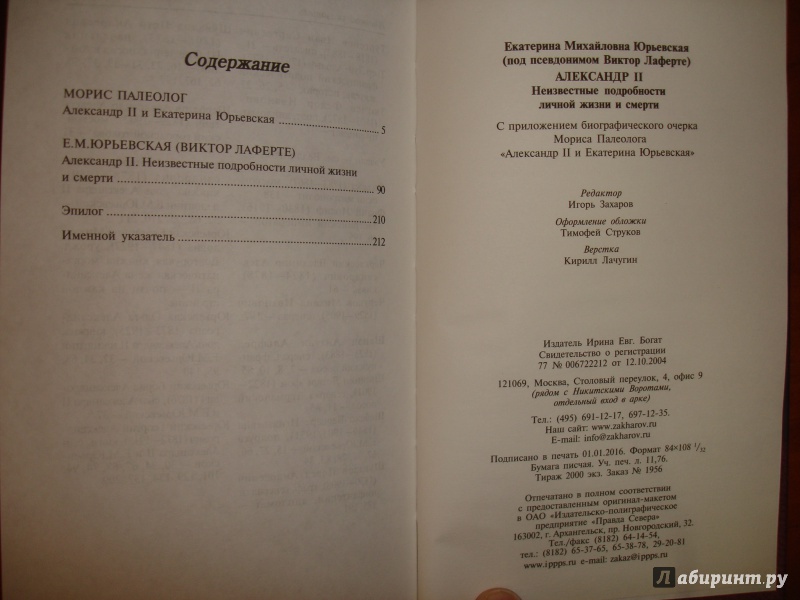 Содержание
МОРИС ПАЛЕОЛОГ
Александр II и Екатерина Юрьевская ..................... 5
Е.М.ЮРЬЕВСКАЯ (ВИКТОР ЛАФЕРТЕ)
Александр II. Неизвестные подробности личной жизни
и смерти ..................... 90
Эпилог ..................... 210
Именной указатель ..................... 212
Екатерина Михайловна Юрьевская
(под псевдонимом Виктор Лаферте)
АЛЕКСАНДР II
Неизвестные подробности
личной жизни и смерти
С приложением биографического очерка
Мориса Палеолога
«Александр II и Екатерина Юрьевская»
Редактор
Игорь Захаров
Оформление обложки
Тимофей Струков
Верстка
Кирилл Лачугин
Издатель Ирина Евг. Богат
Свидетельство о регистрации
77 № 006722212 от 12.10.2004
121069, Москва, Столовый переулок, 4, офис 9
(рядом с Никитскими Воротами,
отдельный вход в арке)
Тел.: (495) 691-12-17, 697-12-35.
Наш сайт: www.zakharov.ru
E-mail: info@zakharov.ru
Подписано в печать 01.01.2016. Формат 84×108 1/32
Бумага писчая. Уч. печ. л. 11,76.
Тираж 2000 экз. Заказ № 1956
Отпечатано в полном соответствии
с предоставленным оригинал-макетом
в ОАО «Издательско-полиграфическое
предприятие «Правда Севера»
163002, г. Архангельск, пр. Новгородский, 32.
Тел./факс (8182) 64-14-54,
тел.: (8182) 65-37-65, 65-38-78, 29-20-81
www.ippps.ru e-mail: zakaz@ippps.ru
Лабиринт.ру